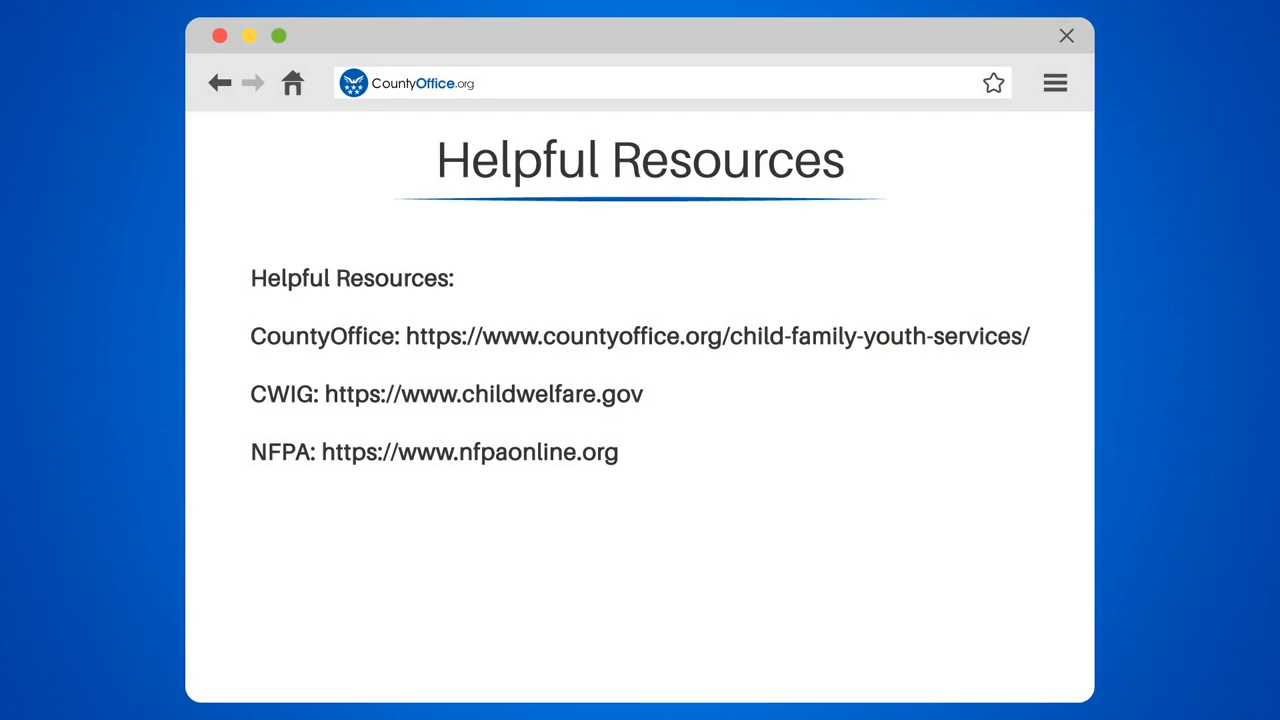 CountyOffice.org
Helpful Resources
Helpful Resources:
CountyOffice: https://www.countyoffice.org/child-family-youth-services/
CWIG: https://www.childwelfare.gov
NFPA: https://www.nfpaonline.org